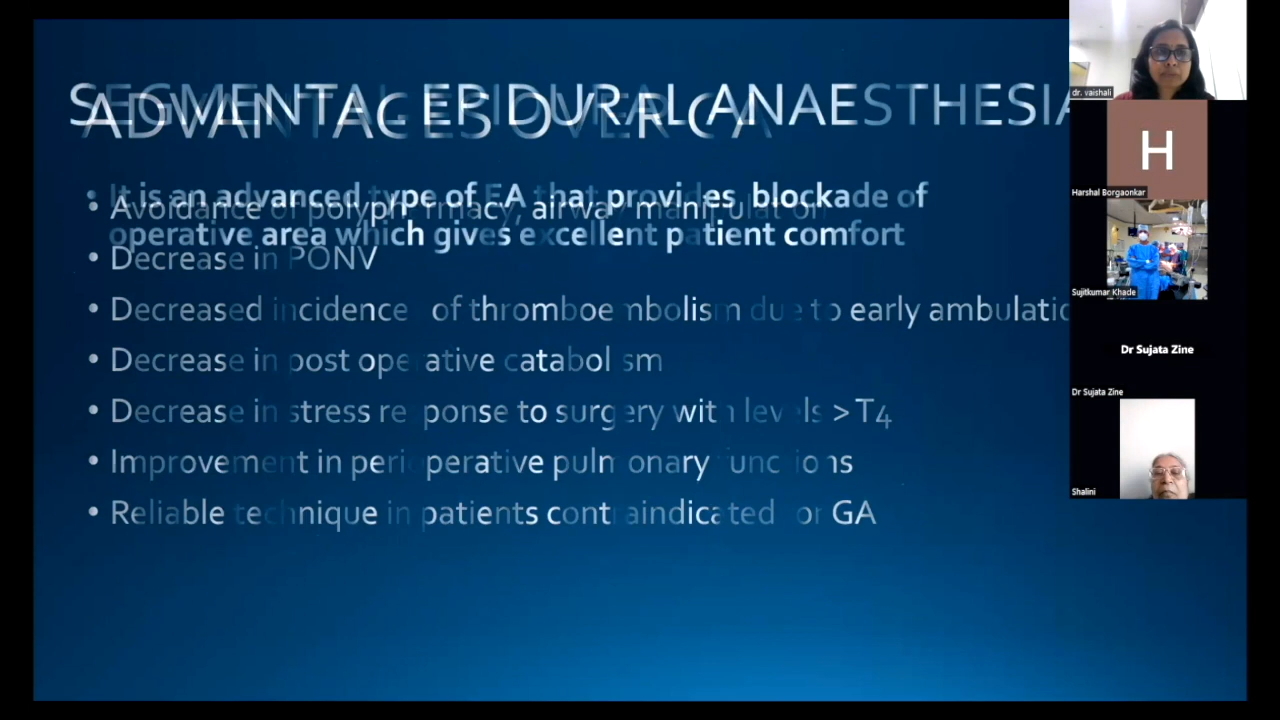 SEGMENTAL EPIDURAL ANAESTHESIA
ADVANTAGES OVER GA
• It is an advanced type of EA that provides blockade of
operative area which gives excellent patient comfort
• Avoidance of polypharmacy, airway manipulation
• Decrease in PONV
• Decreased incidence of thromboembolism due to early ambulatio
• Decrease in post operative catabolism
• Decrease in stress response to surgery with levels > T4
• Improvement in perioperative pulmonary functions
• Reliable technique in patients contraindicated for GA
dr. vaishali
H
Harshal Borgaonkar
Sujitkumar Khade
Dr Sujata Zine
Dr Sujata Zine
Shalini